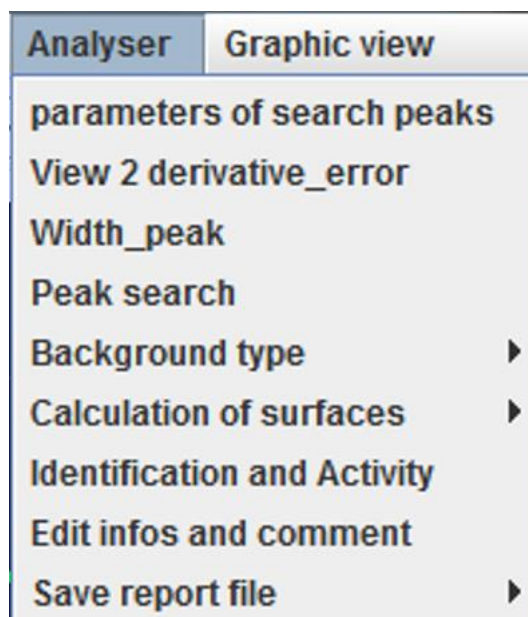 Analyser Graphic view
parameters of search peaks
View 2 derivative_error
Width_peak
Peak search
Background type
Calculation of surfaces
Identification and Activity
Edit infos and comment
Save report file